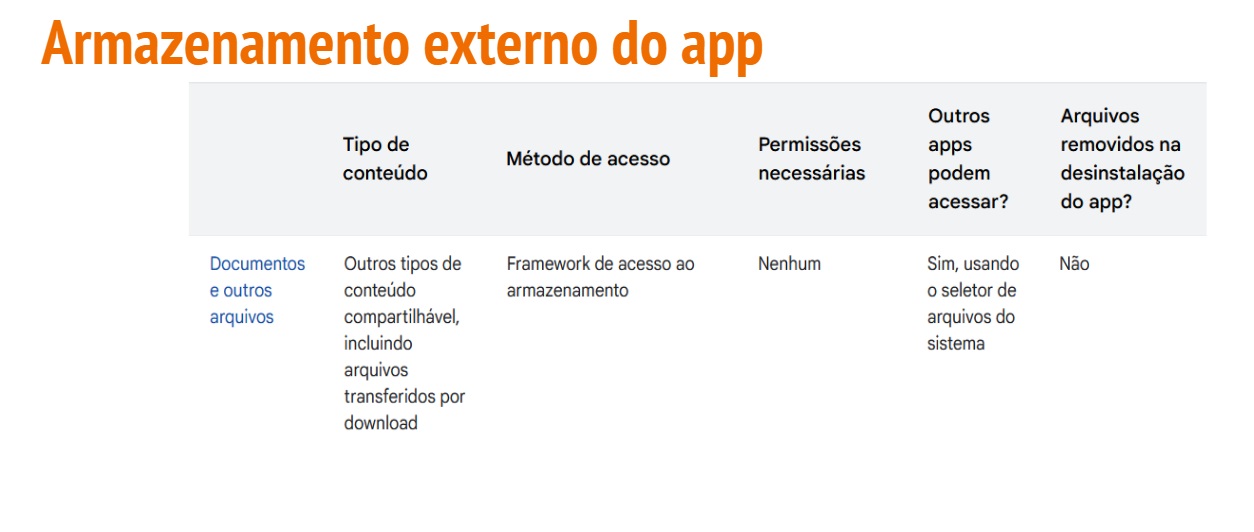 Armazenamento externo do app
Tipo de
conteúdo
Método de acesso
Permissões
necessárias
Outros
apps
podem
acessar?
Arquivos
removidos na
desinstalação
do app?
Documentos
e outros
arquivos
Outros tipos de
conteúdo
compartilhável,
incluindo
arquivos
transferidos por
download
Framework de acesso ao
armazenamento
Nenhum
Sim, usando
o seletor de
arquivos do
sistema
Não